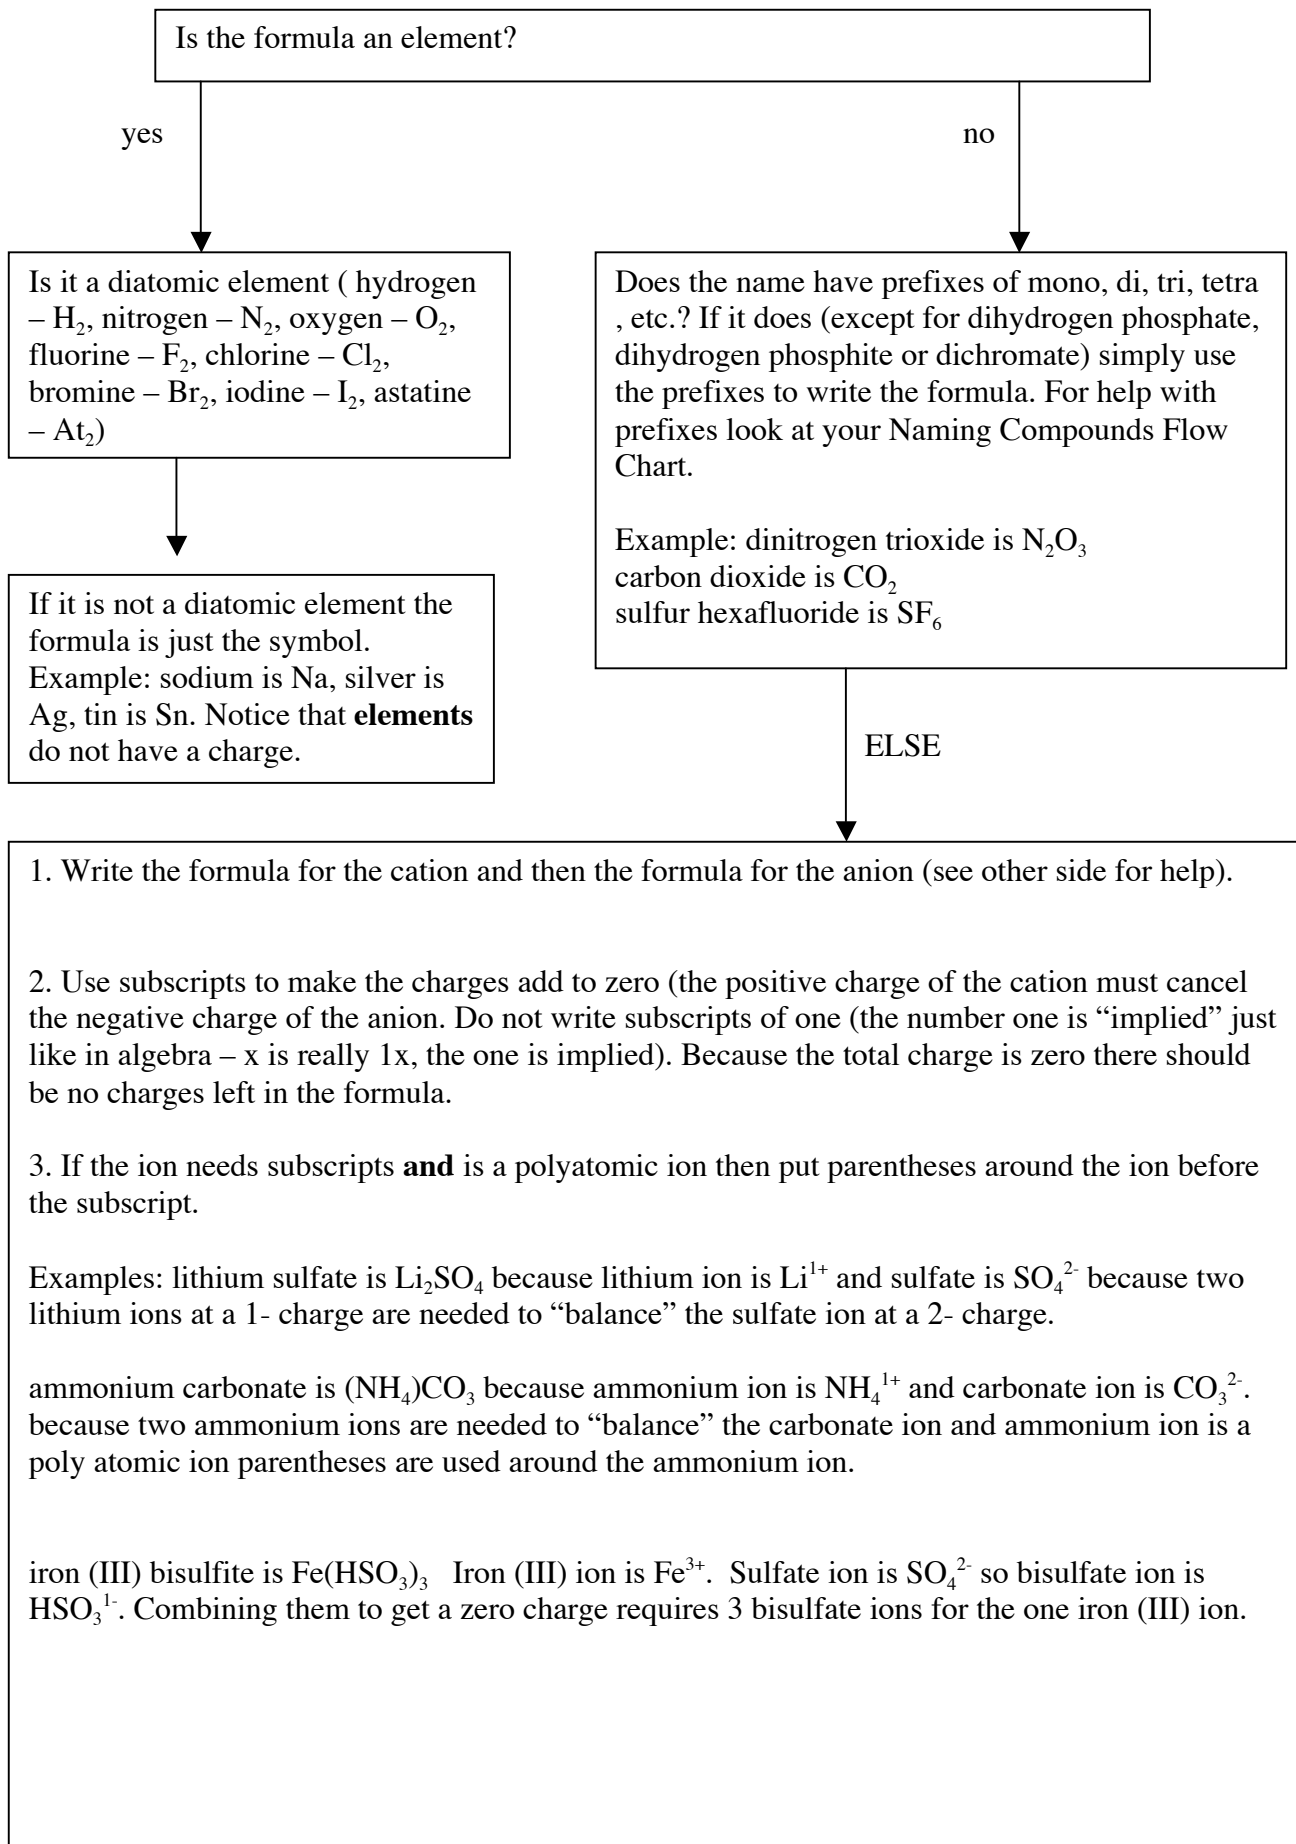 Is the formula an element?
yes
no
Is it a diatomic element ( hydrogen
– H₂, nitrogen – N₂, oxygen – O₂,
fluorine – F₂, chlorine – Cl₂,
bromine – Br₂, iodine – I₂, astatine
– At₂)
Does the name have prefixes of mono, di, tri, tetra
, etc.? If it does (except for dihydrogen phosphate,
dihydrogen phosphite or dichromate) simply use
the prefixes to write the formula. For help with
prefixes look at your Naming Compounds Flow
Chart.
Example: dinitrogen trioxide is N₂O₃
carbon dioxide is CO₂
sulfur hexafluoride is SF₆
If it is not a diatomic element the
formula is just the symbol.
Example: sodium is Na, silver is
Ag, tin is Sn. Notice that elements
do not have a charge.
ELSE
1. Write the formula for the cation and then the formula for the anion (see other side for help).
2. Use subscripts to make the charges add to zero (the positive charge of the cation must cancel
the negative charge of the anion. Do not write subscripts of one (the number one is “implied” just
like in algebra – x is really 1x, the one is implied). Because the total charge is zero there should
be no charges left in the formula.
3. If the ion needs subscripts and is a polyatomic ion then put parentheses around the ion before
the subscript.
Examples: lithium sulfate is Li₂SO₄ because lithium ion is Li¹⁺ and sulfate is SO₄²⁻ because two
lithium ions at a 1- charge are needed to “balance” the sulfate ion at a 2- charge.
ammonium carbonate is (NH₄)CO₃ because ammonium ion is NH₄¹⁺ and carbonate ion is CO₃²⁻.
because two ammonium ions are needed to “balance” the carbonate ion and ammonium ion is a
poly atomic ion parentheses are used around the ammonium ion.
iron (III) bisulfite is Fe(HSO₃)₃ Iron (III) ion is Fe³⁺. Sulfate ion is SO₄²⁻ so bisulfate ion is
HSO₃¹⁻. Combining them to get a zero charge requires 3 bisulfate ions for the one iron (III) ion.